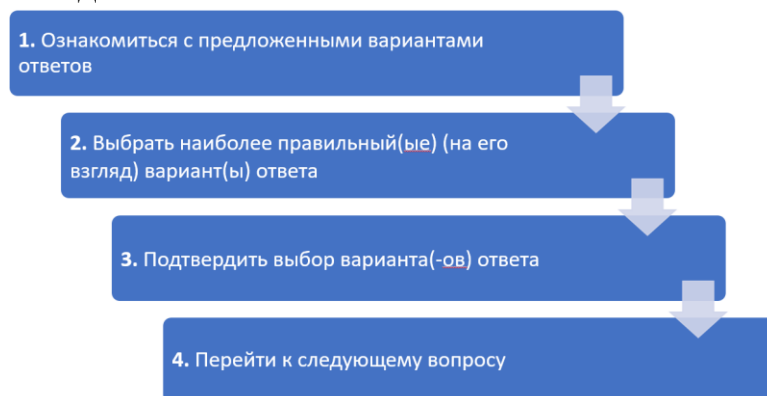 1. Ознакомиться с предложенными вариантами
ответов
2. Выбрать наиболее правильный(ые) (на его
взгляд) вариант(ы) ответа
3. Подтвердить выбор варианта(-ов) ответа
4. Перейти к следующему вопросу